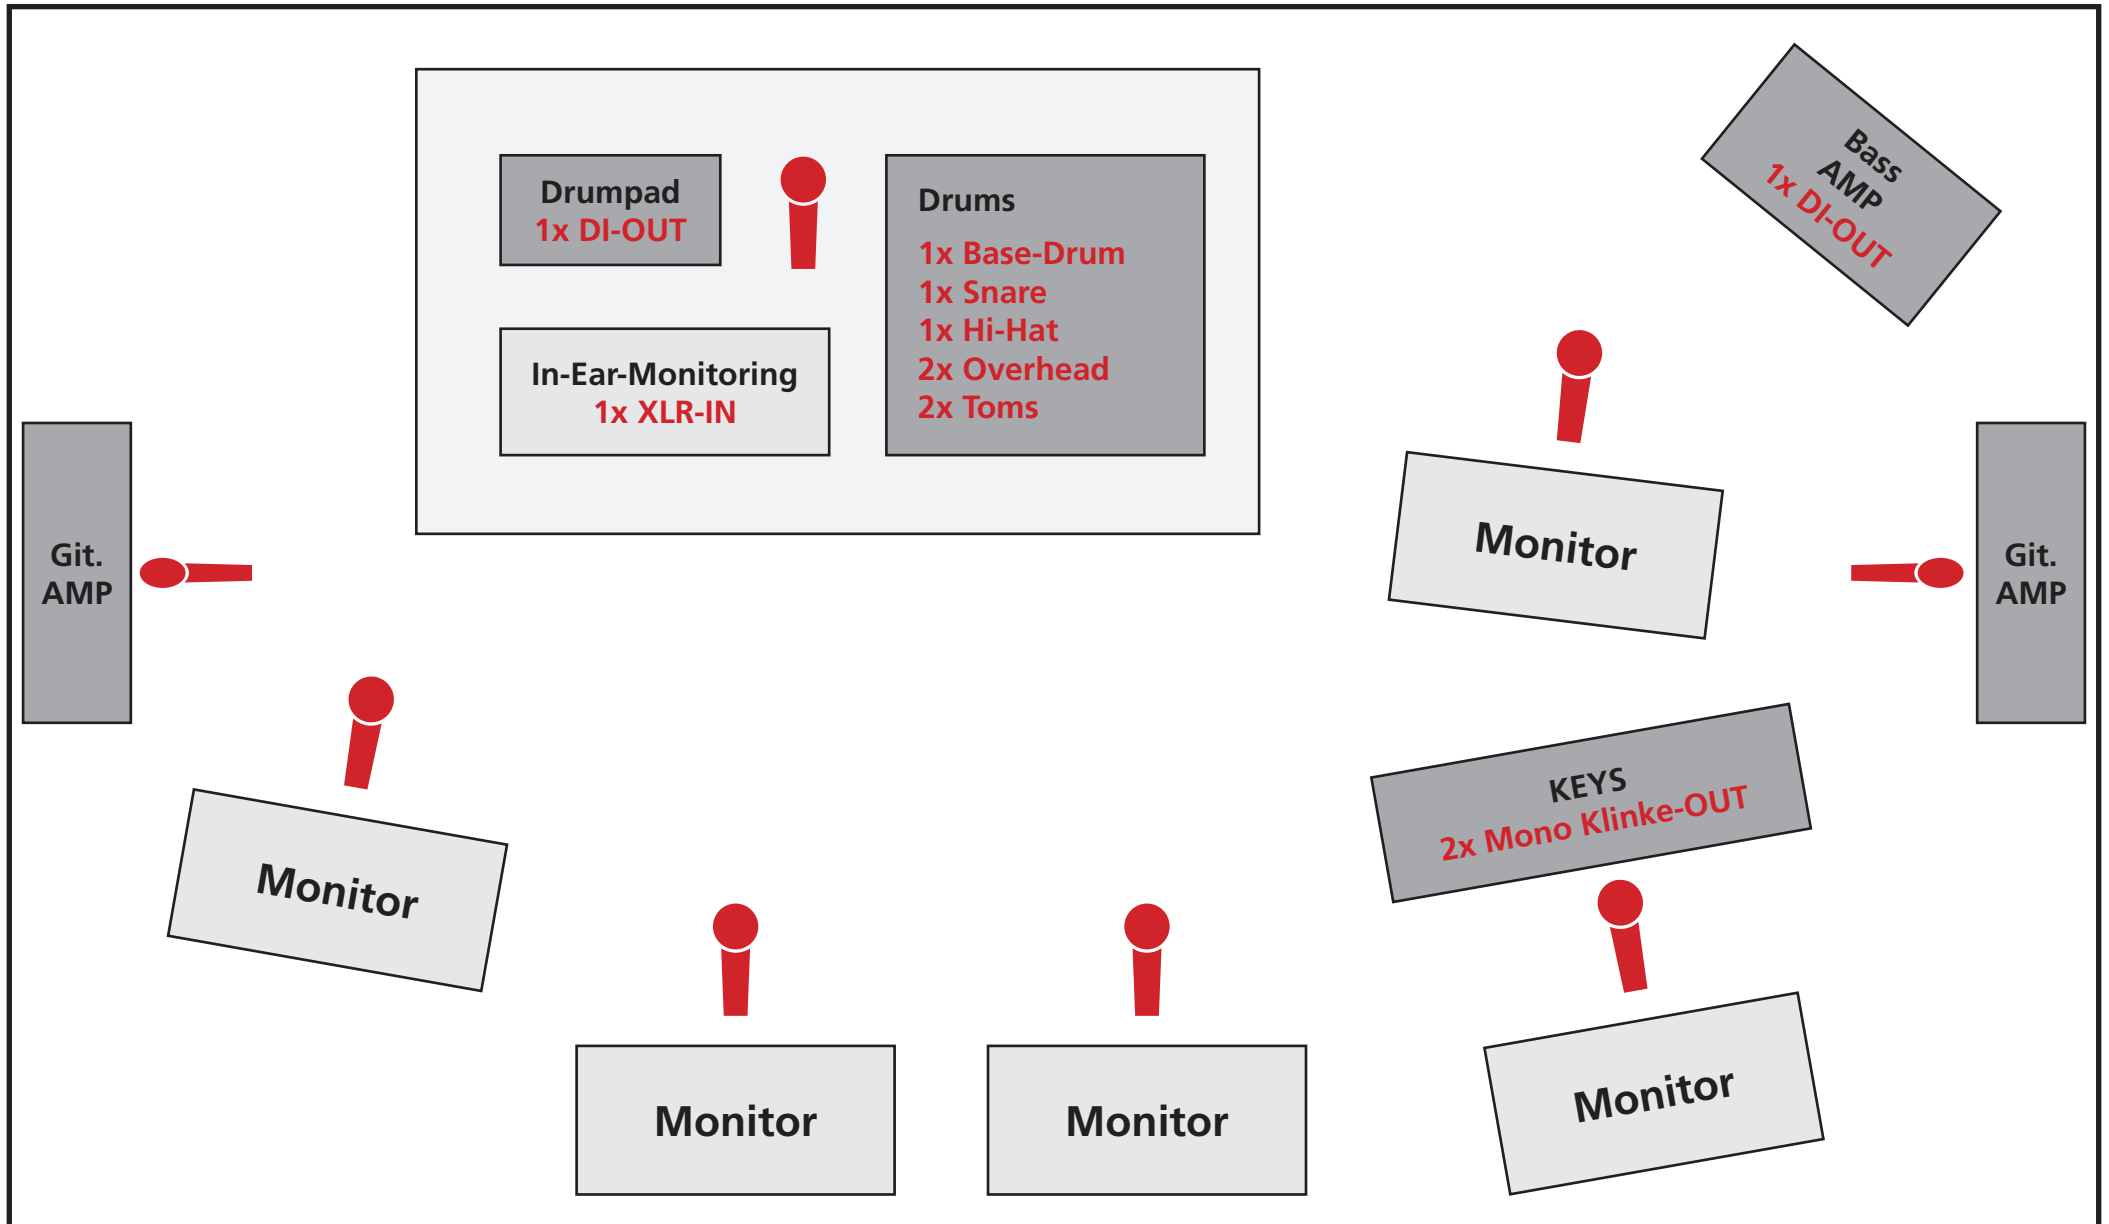 Drumpad
1x DI-OUT
In-Ear-Monitoring
1x XLR-IN
Drums
1x Base-Drum
1x Snare
1x Hi-Hat
2x Overhead
2x Toms
Bass
AMP
1x DI-OUT
Git.
AMP
Monitor
Git.
AMP
KEYS
2x Mono Klinke-OUT
Monitor
Monitor
Monitor
Monitor